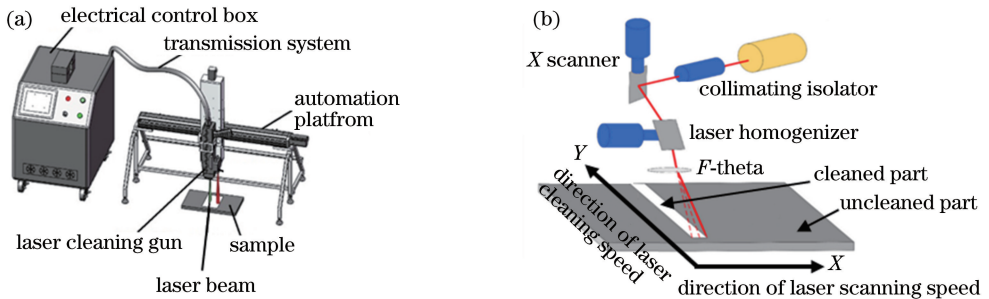 (a)
electrical control box
transmission system
automation
platfrom
laser cleaning gun
sample
laser beam
(b)
X scanner
collimating isolator
laser homogenizer
Y
F-theta
cleaned part
uncleaned part
direction of laser
cleaning speed
X
direction of laser scanning speed